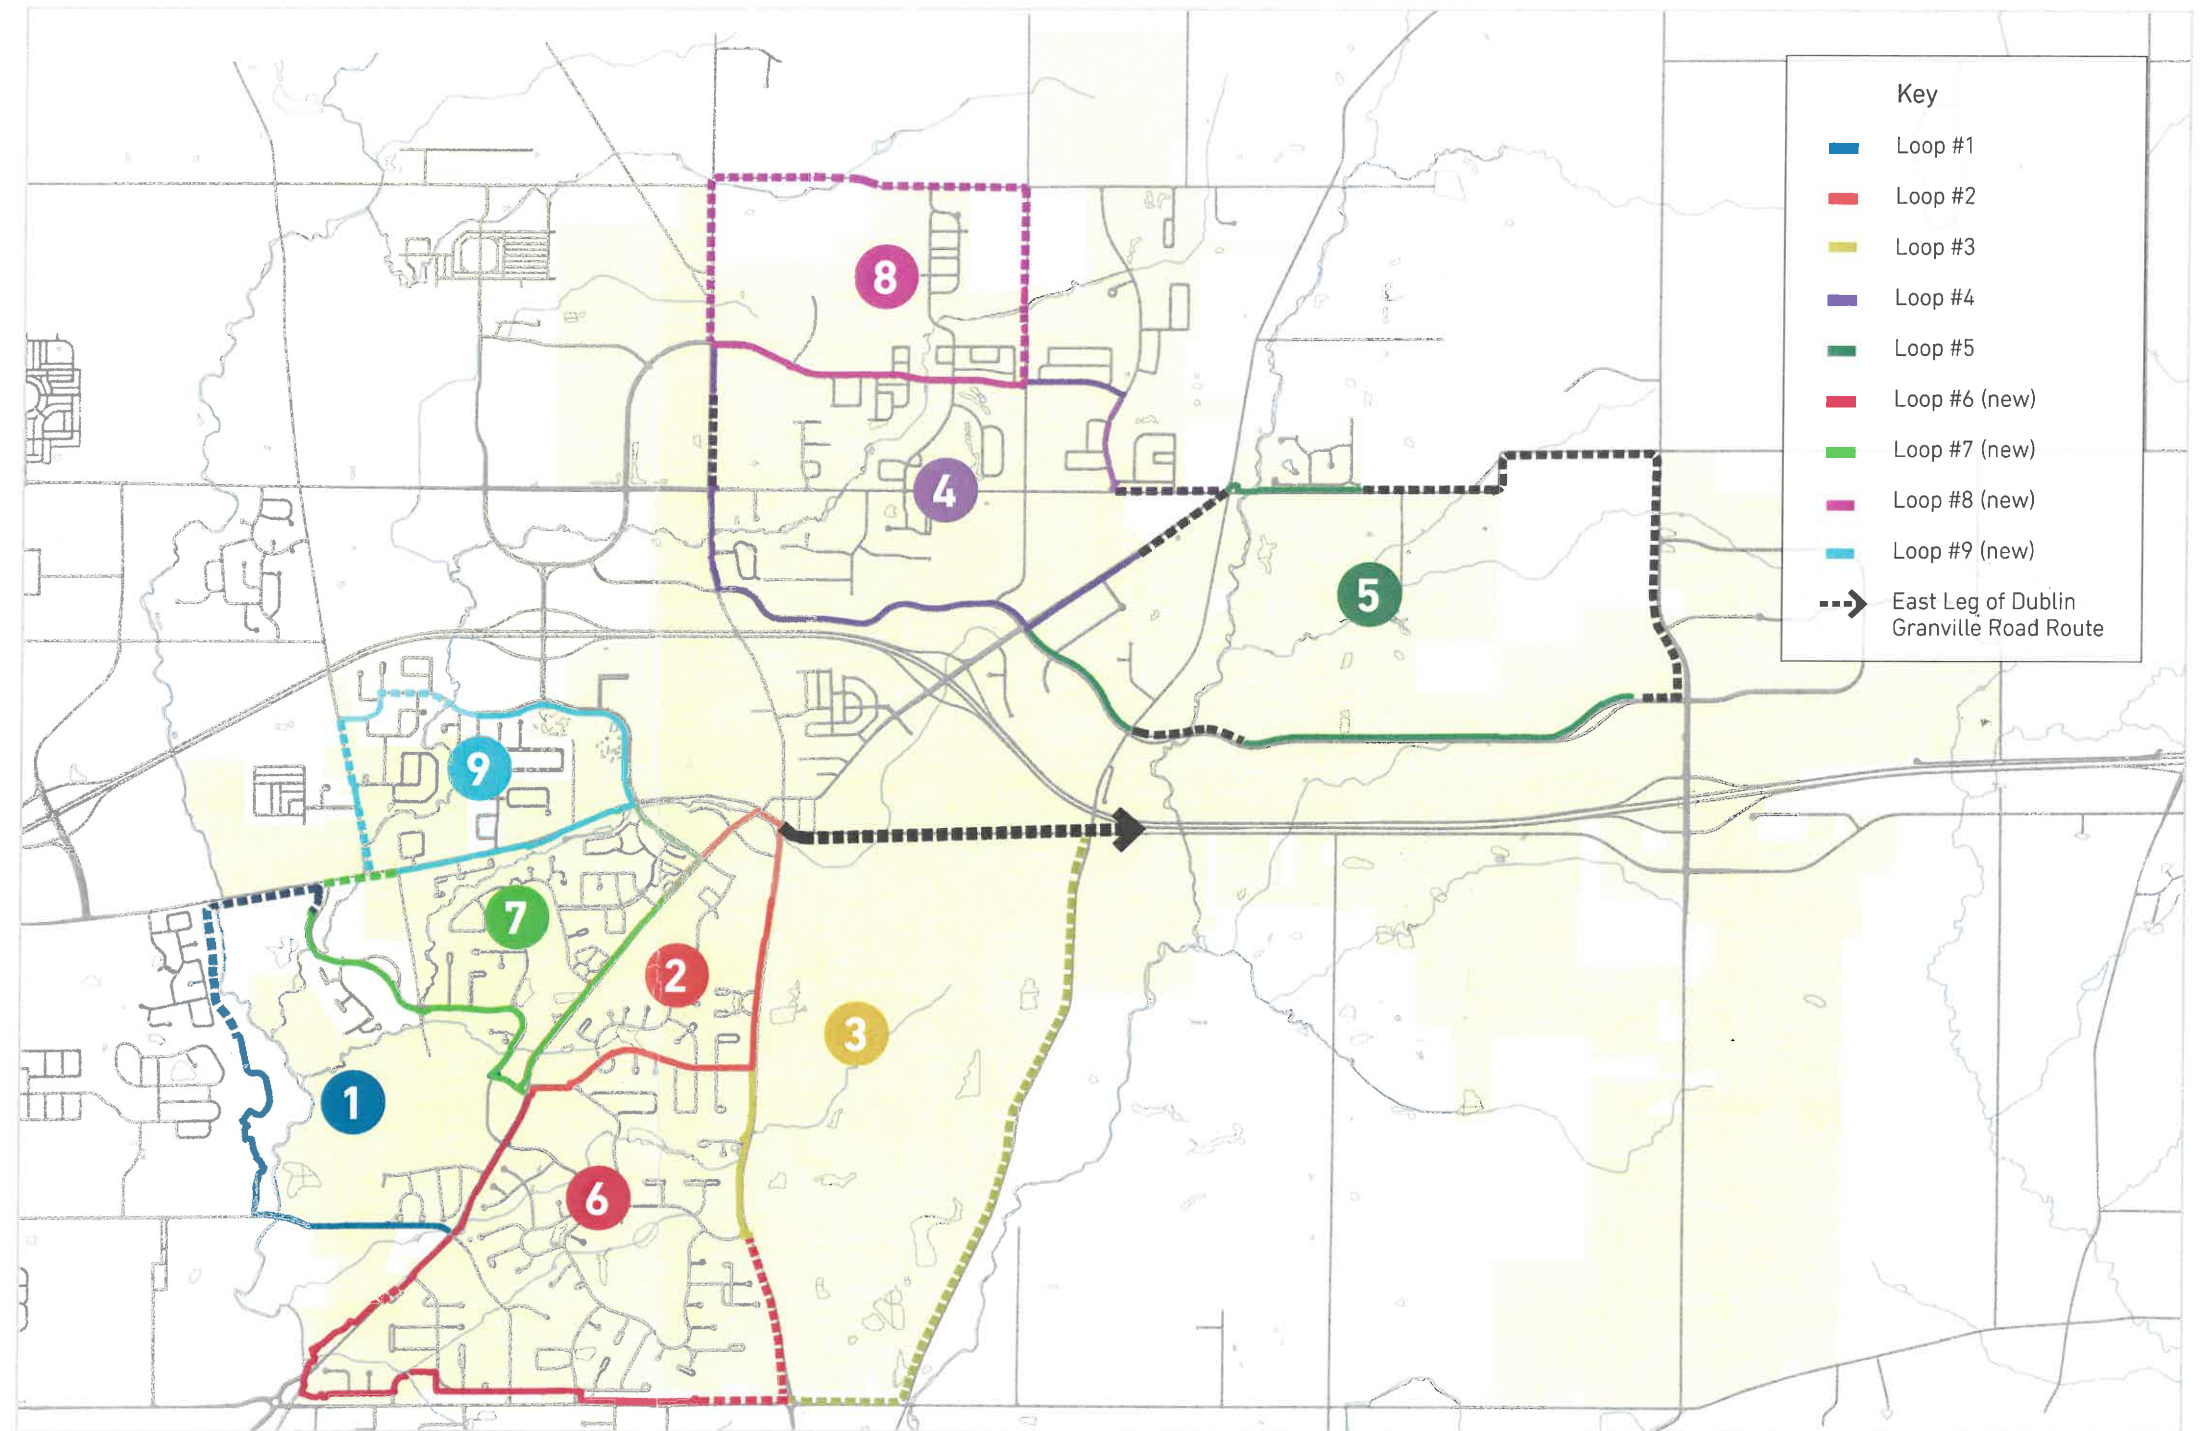 Key
Loop #1
Loop #2
Loop #3
Loop #4
Loop #5
Loop #6 (new)
Loop #7 (new)
Loop #8 (new)
Loop #9 (new)
East Leg of Dublin
Granville Road Route
8
4
5
9
7
2
3
1
6